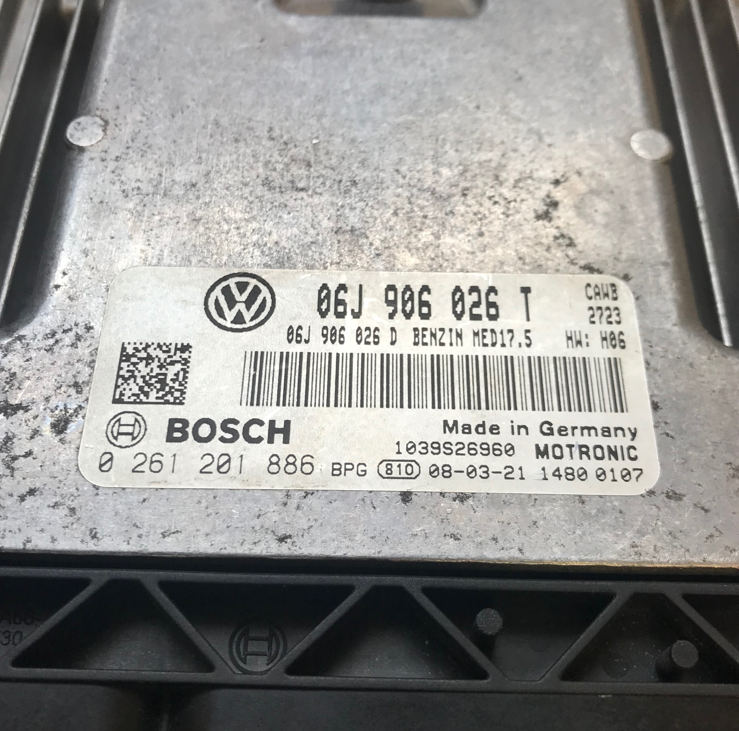 06J 906 026 T CAWB
2723
06J 906 026 D BENZIN MED17.5 HW: H06
BOSCH Made in Germany
1039S26960 MOTRONIC
0 261 201 886 BPG 810 08-03-21 1480 0107
30